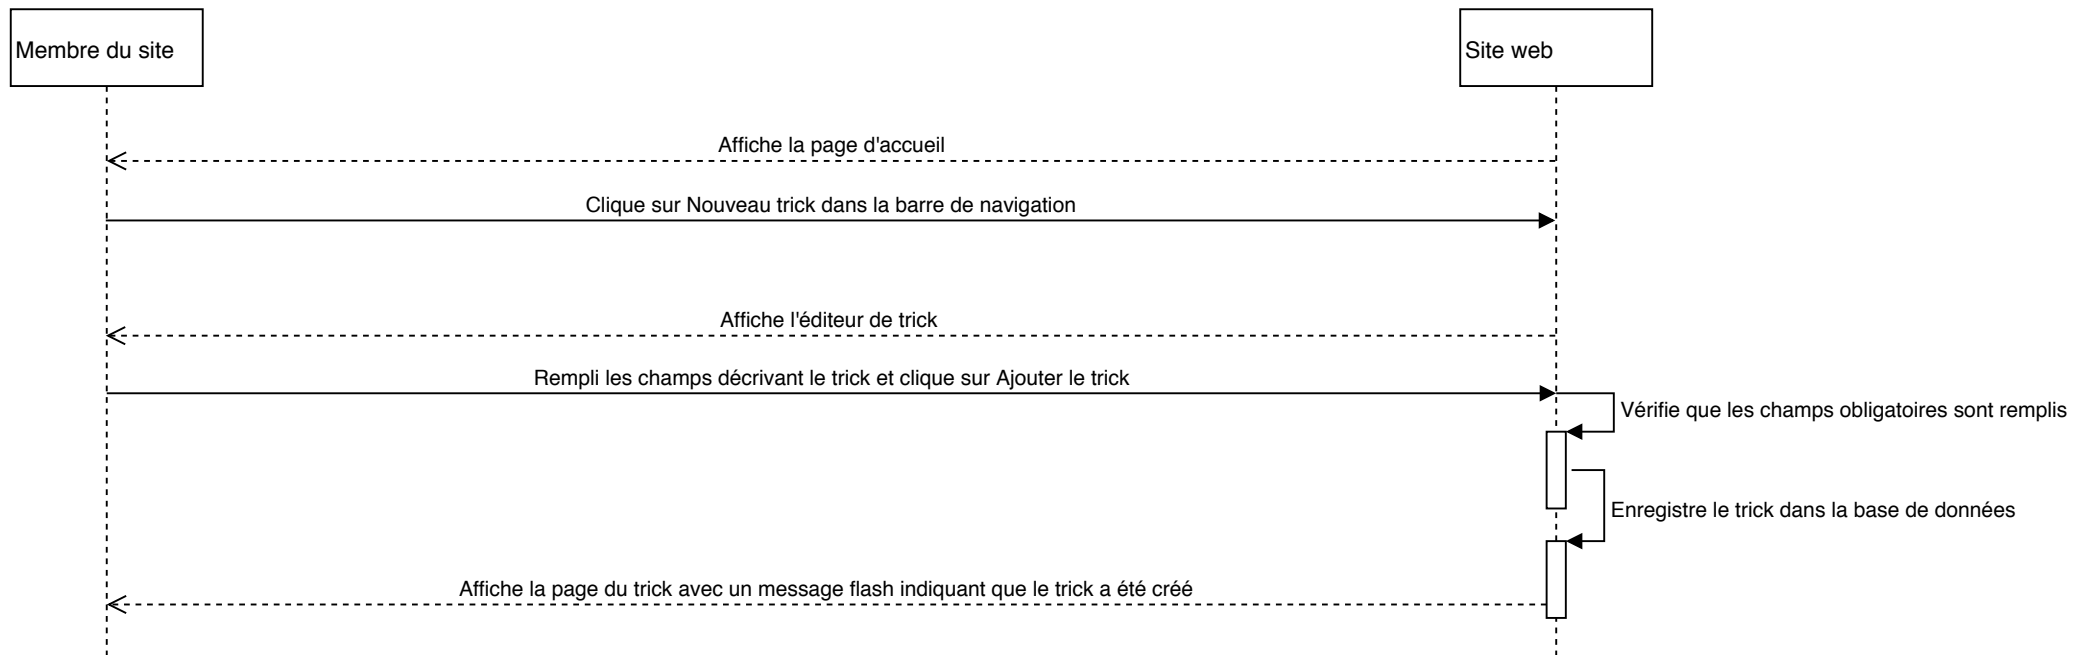 Membre du site
Site web
Affiche la page d'accueil
Clique sur Nouveau trick dans la barre de navigation
Affiche l'éditeur de trick
Rempli les champs décrivant le trick et clique sur Ajouter le trick
Vérifie que les champs obligatoires sont remplis
Enregistre le trick dans la base de données
Affiche la page du trick avec un message flash indiquant que le trick a été créé